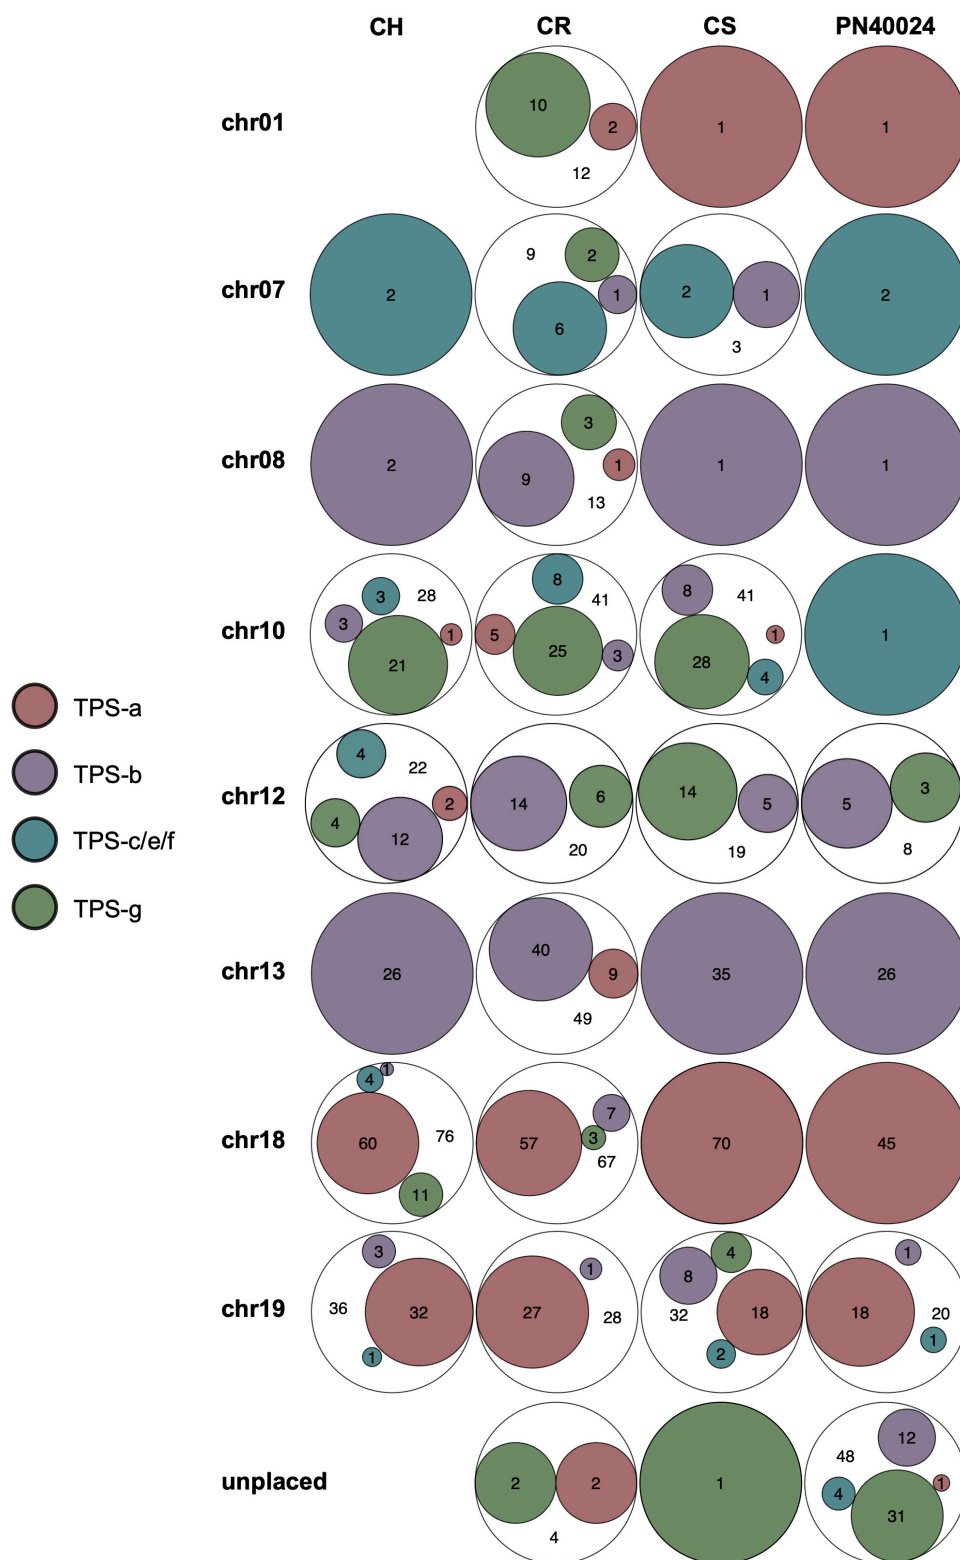 CH CR CS PN40024
chr01 10 2 12 1 1
chr07 2 9 2 1 6 2 1 3 2
chr08 2 3 9 1 13 1 1
chr10 3 28 3 1 21 8 41 5 25 3 8 41 1 28 4 1
chr12 4 22 2 4 12 14 6 20 14 5 19 5 3 8
chr13 26 40 9 49 35 26
chr18 1 4 60 76 11 7 57 3 67 70 45
chr19 3 36 32 1 1 27 28 4 8 32 18 2 1 18 20 1
unplaced 2 2 4 1 12 48 1 4 31
TPS-a
TPS-b
TPS-c/e/f
TPS-g